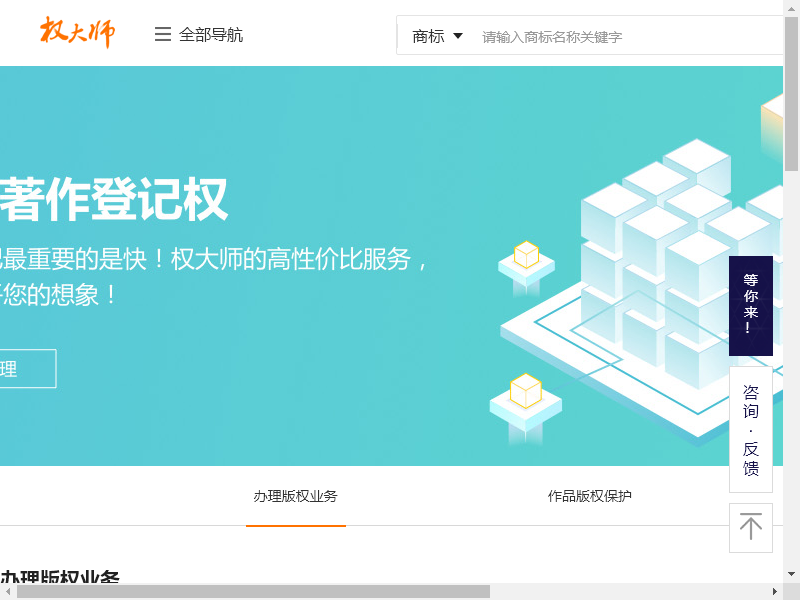 权大师
全部导航
商标
请输入商标名称关键字
著作登记权
最重要的是快！权大师的高性价比服务，
您的想象！
理
等你来！
咨询·反馈
办理版权业务
作品版权保护
办理版权业务